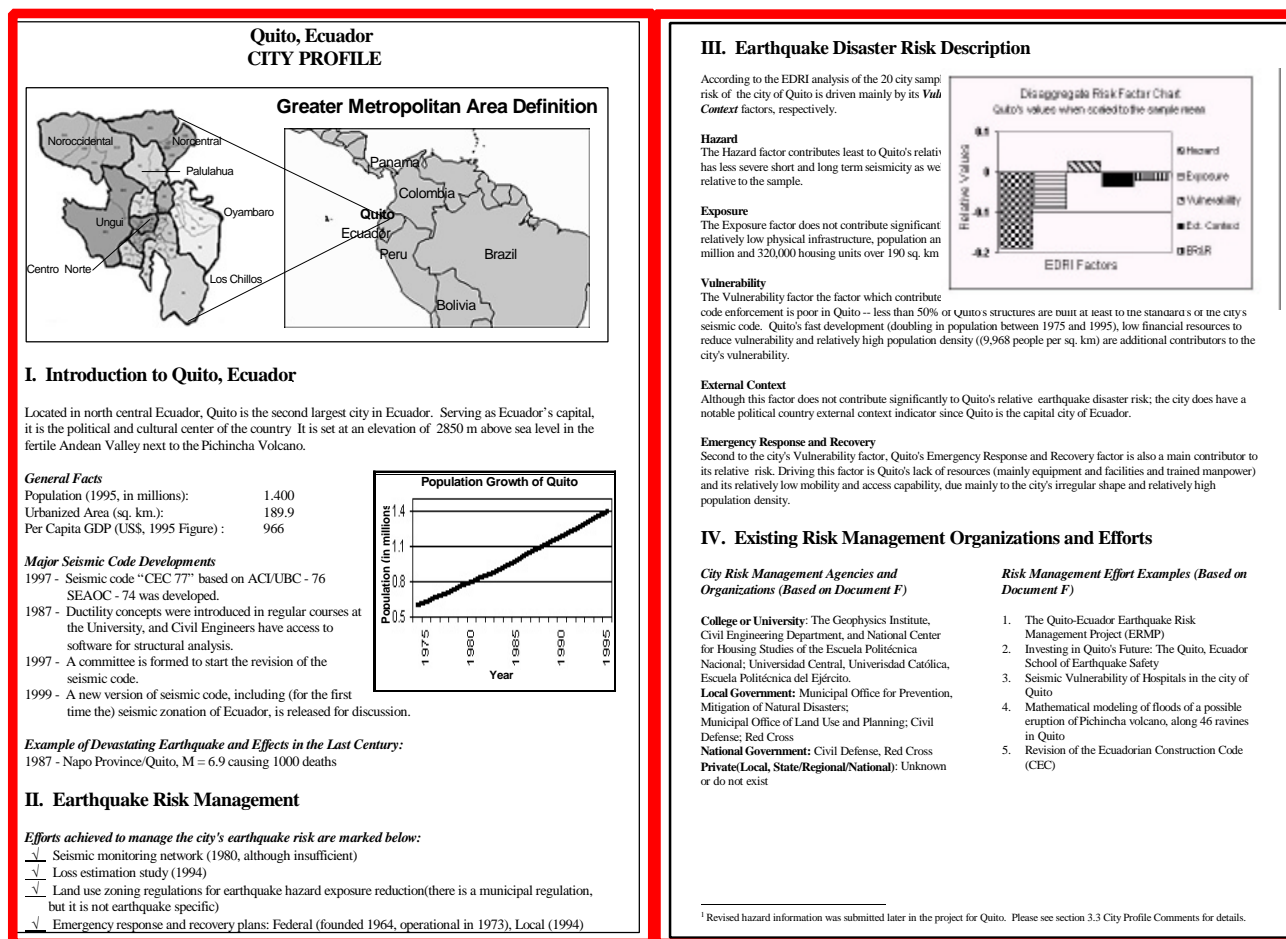 Quito, Ecuador
CITY PROFILE
Greater Metropolitan Area Definition
Noroccidental
Norcentral
Palulahua
Oyambaro
Ungui
Centro Norte
Los Chillos
Panama
Colombia
Quito
Ecuador
Peru
Brazil
Bolivia
I. Introduction to Quito, Ecuador
Located in north central Ecuador, Quito is the second largest city in Ecuador. Serving as Ecuador's capital,
it is the political and cultural center of the country It is set at an elevation of 2850 m above sea level in the
fertile Andean Valley next to the Pichincha Volcano.
General Facts
Population (1995, in millions): 1.400
Urbanized Area (sq. km.): 189.9
Per Capita GDP (US$, 1995 Figure) : 966
Major Seismic Code Developments
1997 - Seismic code “CEC 77” based on ACI/UBC - 76
SEAOC - 74 was developed.
1987 - Ductility concepts were introduced in regular courses at
the University, and Civil Engineers have access to
software for structural analysis.
1997 - A committee is formed to start the revision of the
seismic code.
1999 - A new version of seismic code, including (for the first
time the) seismic zonation of Ecuador, is released for discussion.
Population Growth of Quito
Population (in millions)
1.4
1.1
0.8
0.5
1975
1980
1985
1990
1995
Year
Example of Devastating Earthquake and Effects in the Last Century:
1987 - Napo Province/Quito, M = 6.9 causing 1000 deaths
II. Earthquake Risk Management
Efforts achieved to manage the city's earthquake risk are marked below:
√ Seismic monitoring network (1980, although insufficient)
√ Loss estimation study (1994)
√ Land use zoning regulations for earthquake hazard exposure reduction(there is a municipal regulation,
but it is not earthquake specific)
√ Emergency response and recovery plans: Federal (founded 1964, operational in 1973), Local (1994)
III. Earthquake Disaster Risk Description
According to the EDRI analysis of the 20 city
risk of the city of Quito is driven mainly by its
Context factors, respectively.
Hazard
The Hazard factor contributes least to Quito's
has less severe short and long term seismicity as
relative to the sample.
Exposure
The Exposure factor does not contribute
relatively low physical infrastructure, population
million and 320,000 housing units over 190 sq. km
Vulnerability
The Vulnerability factor the factor which contribute
code enforcement is poor in Quito -- less than 50% of Quito's structures are built at least to the standard's of the city's
seismic code. Quito's fast development (doubling in population between 1975 and 1995), low financial resources to
reduce vulnerability and relatively high population density ((9,968 people per sq. km) are additional contributors to the
city's vulnerability.
Disaggregate Risk Factor Chart
Quito's values when scaled to the sample mean
Relative Values
0.1
0
-0.1
-0.2
EDRI Factors
Hazard
Exposure
Vulnerability
Ext. Context
ER&R
External Context
Although this factor does not contribute significantly to Quito's relative earthquake disaster risk; the city does have a
notable political country external context indicator since Quito is the capital city of Ecuador.
Emergency Response and Recovery
Second to the city's Vulnerability factor, Quito's Emergency Response and Recovery factor is also a main contributor to
its relative risk. Driving this factor is Quito's lack of resources (mainly equipment and facilities and trained manpower)
and its relatively low mobility and access capability, due mainly to the city's irregular shape and relatively high
population density.
IV. Existing Risk Management Organizations and Efforts
City Risk Management Agencies and
Organizations (Based on Document F)
College or University: The Geophysics Institute,
Civil Engineering Department, and National Center
for Housing Studies of the Escuela Politécnica
Nacional; Universidad Central, Univerisdad Católica,
Escuela Politécnica del Ejército.
Local Government: Municipal Office for Prevention,
Mitigation of Natural Disasters;
Municipal Office of Land Use and Planning; Civil
Defense; Red Cross
National Government: Civil Defense, Red Cross
Private(Local, State/Regional/National): Unknown
or do not exist
Risk Management Effort Examples (Based on
Document F)
1. The Quito-Ecuador Earthquake Risk
Management Project (ERMP)
2. Investing in Quito's Future: The Quito, Ecuador
School of Earthquake Safety
3. Seismic Vulnerability of Hospitals in the city of
Quito
4. Mathematical modeling of floods of a possible
eruption of Pichincha volcano, along 46 ravines
in Quito
5. Revision of the Ecuadorian Construction Code
(CEC)
1 Revised hazard information was submitted later in the project for Quito. Please see section 3.3 City Profile Comments for details.